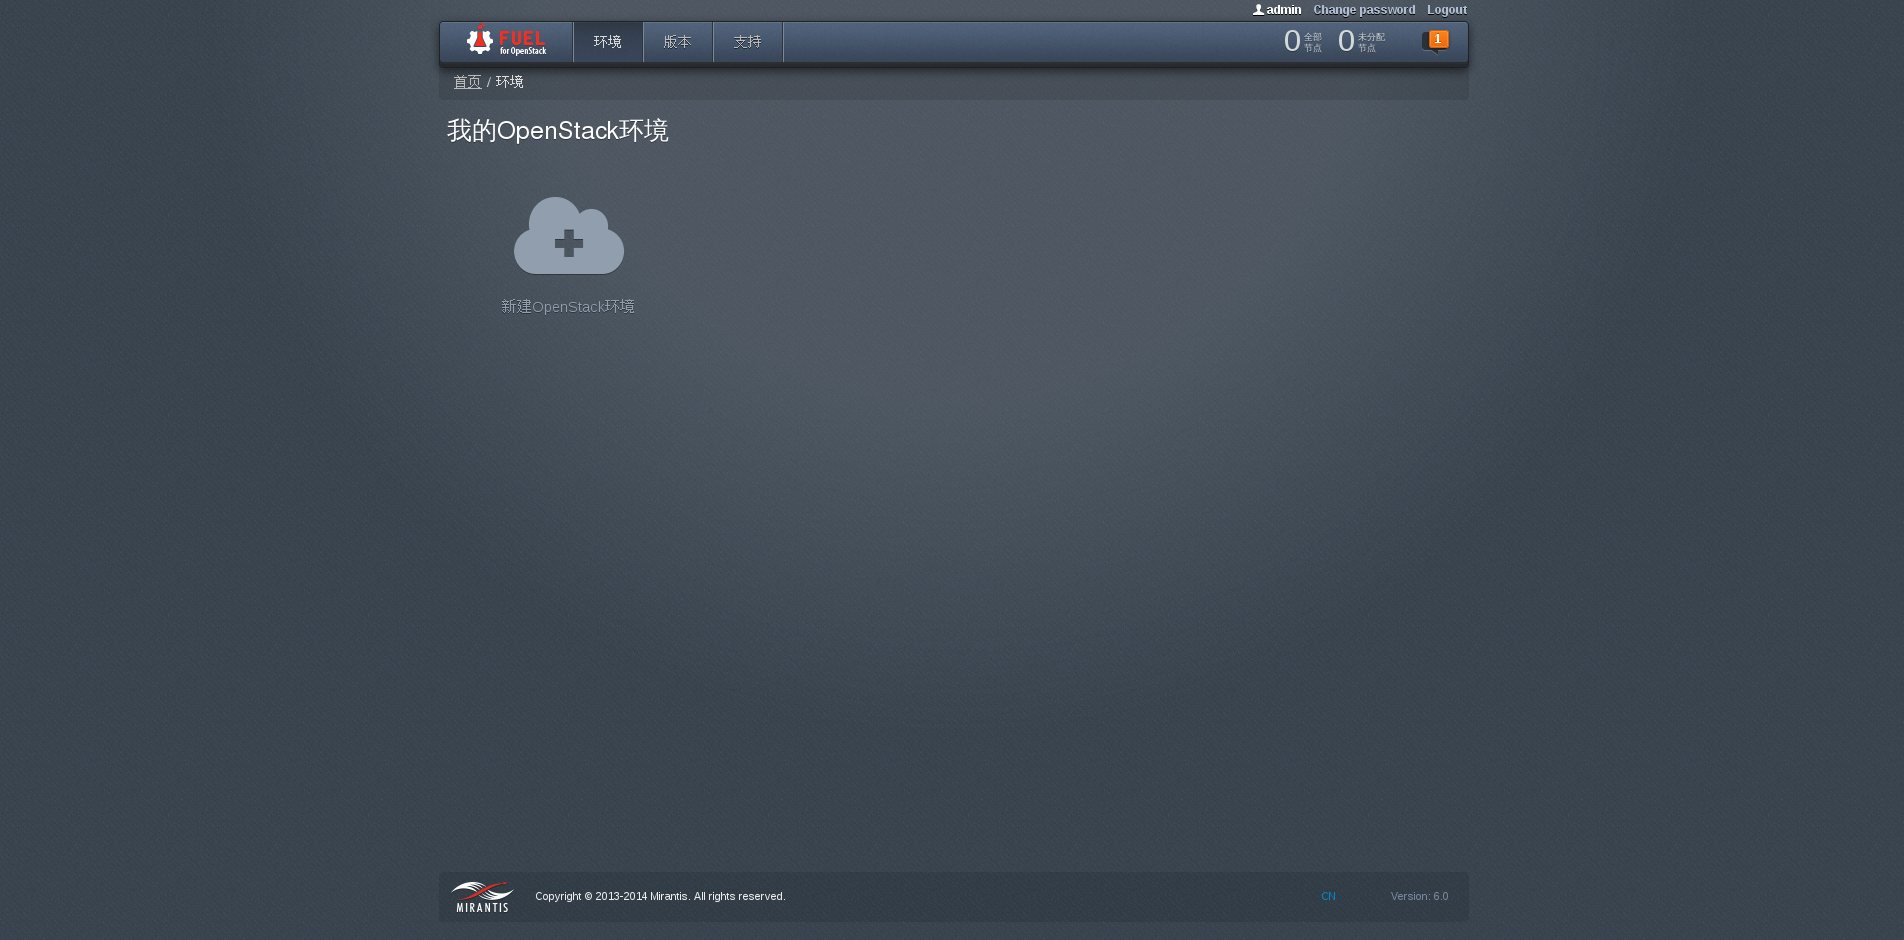 admin Change password Logout
FUEL
for OpenStack
环境 版本 支持
0 全部节点 0 未分配节点 1
首页 / 环境
我的OpenStack环境
新建OpenStack环境
MIRANTIS Copyright © 2013-2014 Mirantis. All rights reserved. CN Version: 6.0